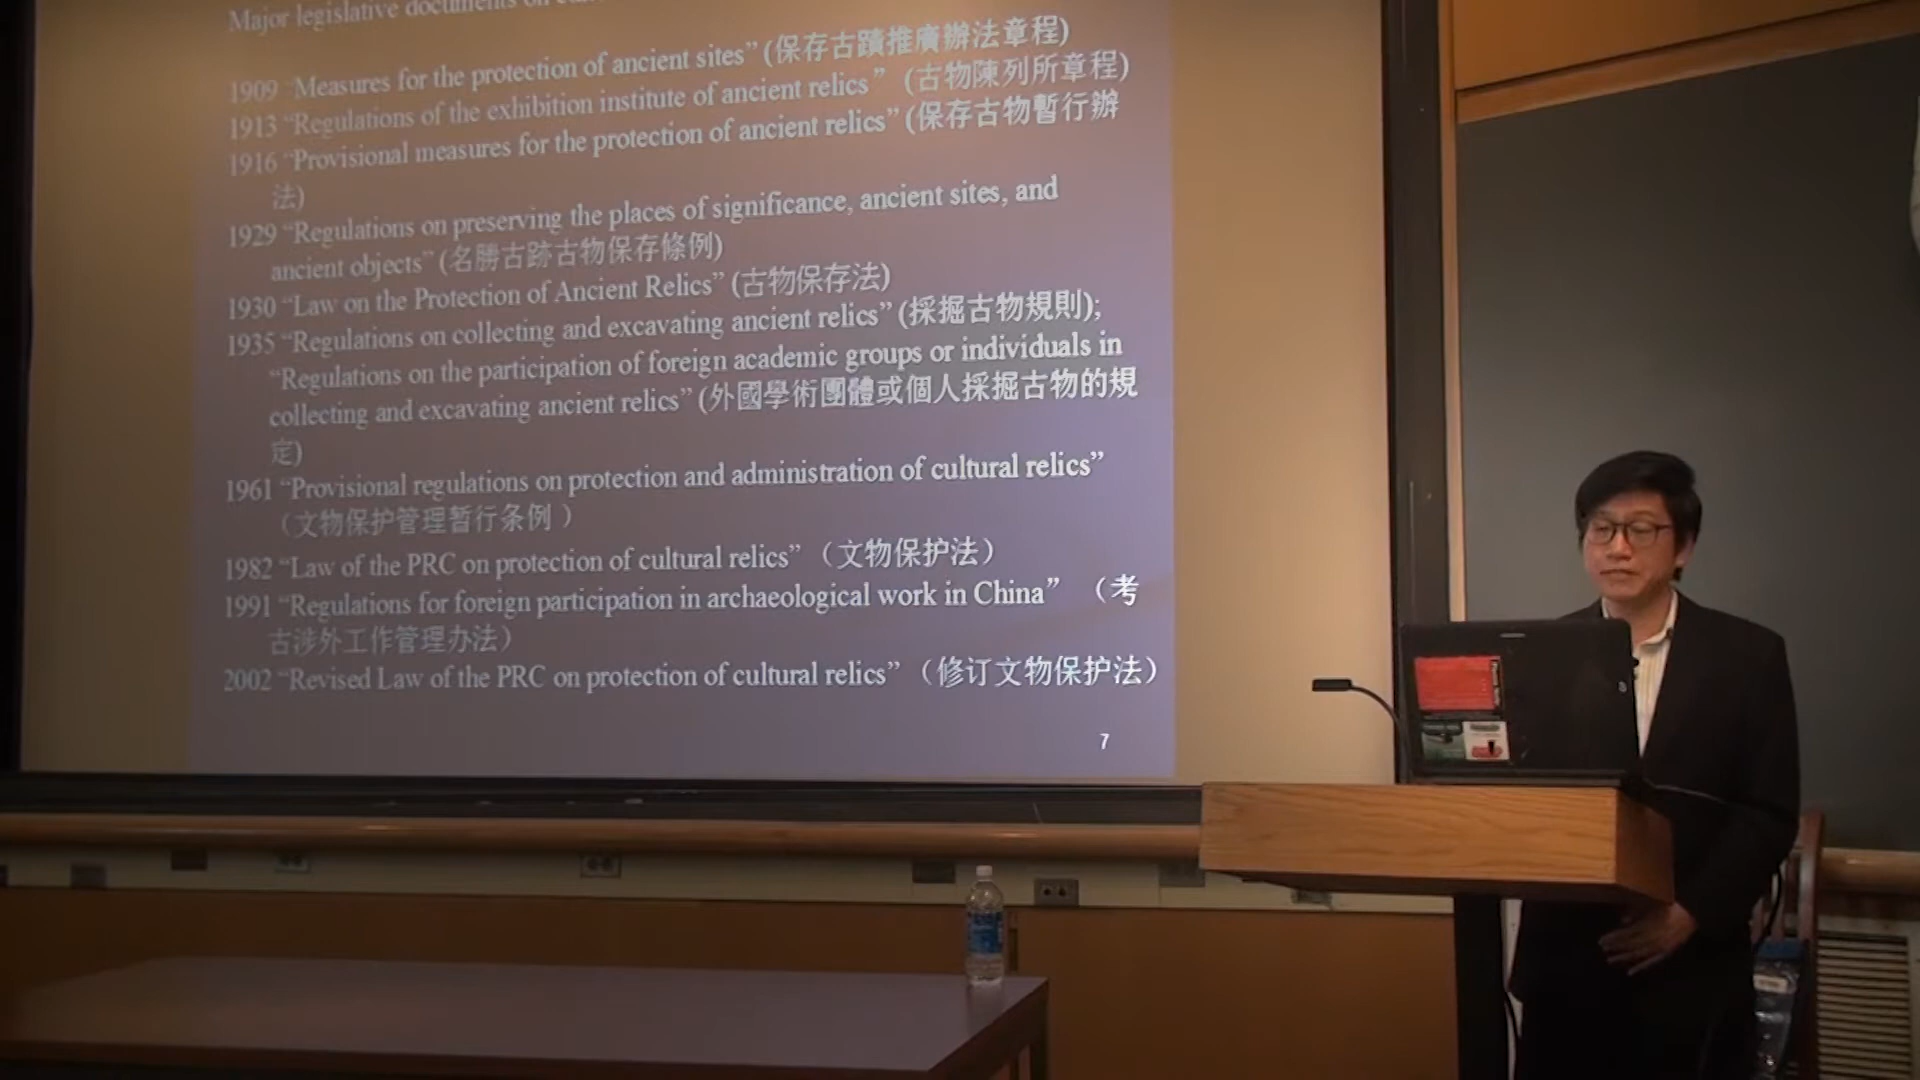 Major legislative documents on
1909 “Measures for the protection of ancient sites” (保存古蹟推廣辦法章程)
1913 “Regulations of the exhibition institute of ancient relics” (古物陳列所章程)
1916 “Provisional measures for the protection of ancient relics” (保存古物暫行辦
法)
1929 “Regulations on preserving the places of significance, ancient sites, and
ancient objects” (名勝古跡古物保存條例)
1930 “Law on the Protection of Ancient Relics” (古物保存法)
1935 “Regulations on collecting and excavating ancient relics” (採掘古物規則);
“Regulations on the participation of foreign academic groups or individuals in
collecting and excavating ancient relics” (外國學術團體或個人採掘古物的規
定)
1961 “Provisional regulations on protection and administration of cultural relics”
（文物保护管理暂行条例 ）
1982 “Law of the PRC on protection of cultural relics” （文物保护法）
1991 “Regulations for foreign participation in archaeological work in China” （考
古涉外工作管理办法）
2002 “Revised Law of the PRC on protection of cultural relics” （修订文物保护法）
7